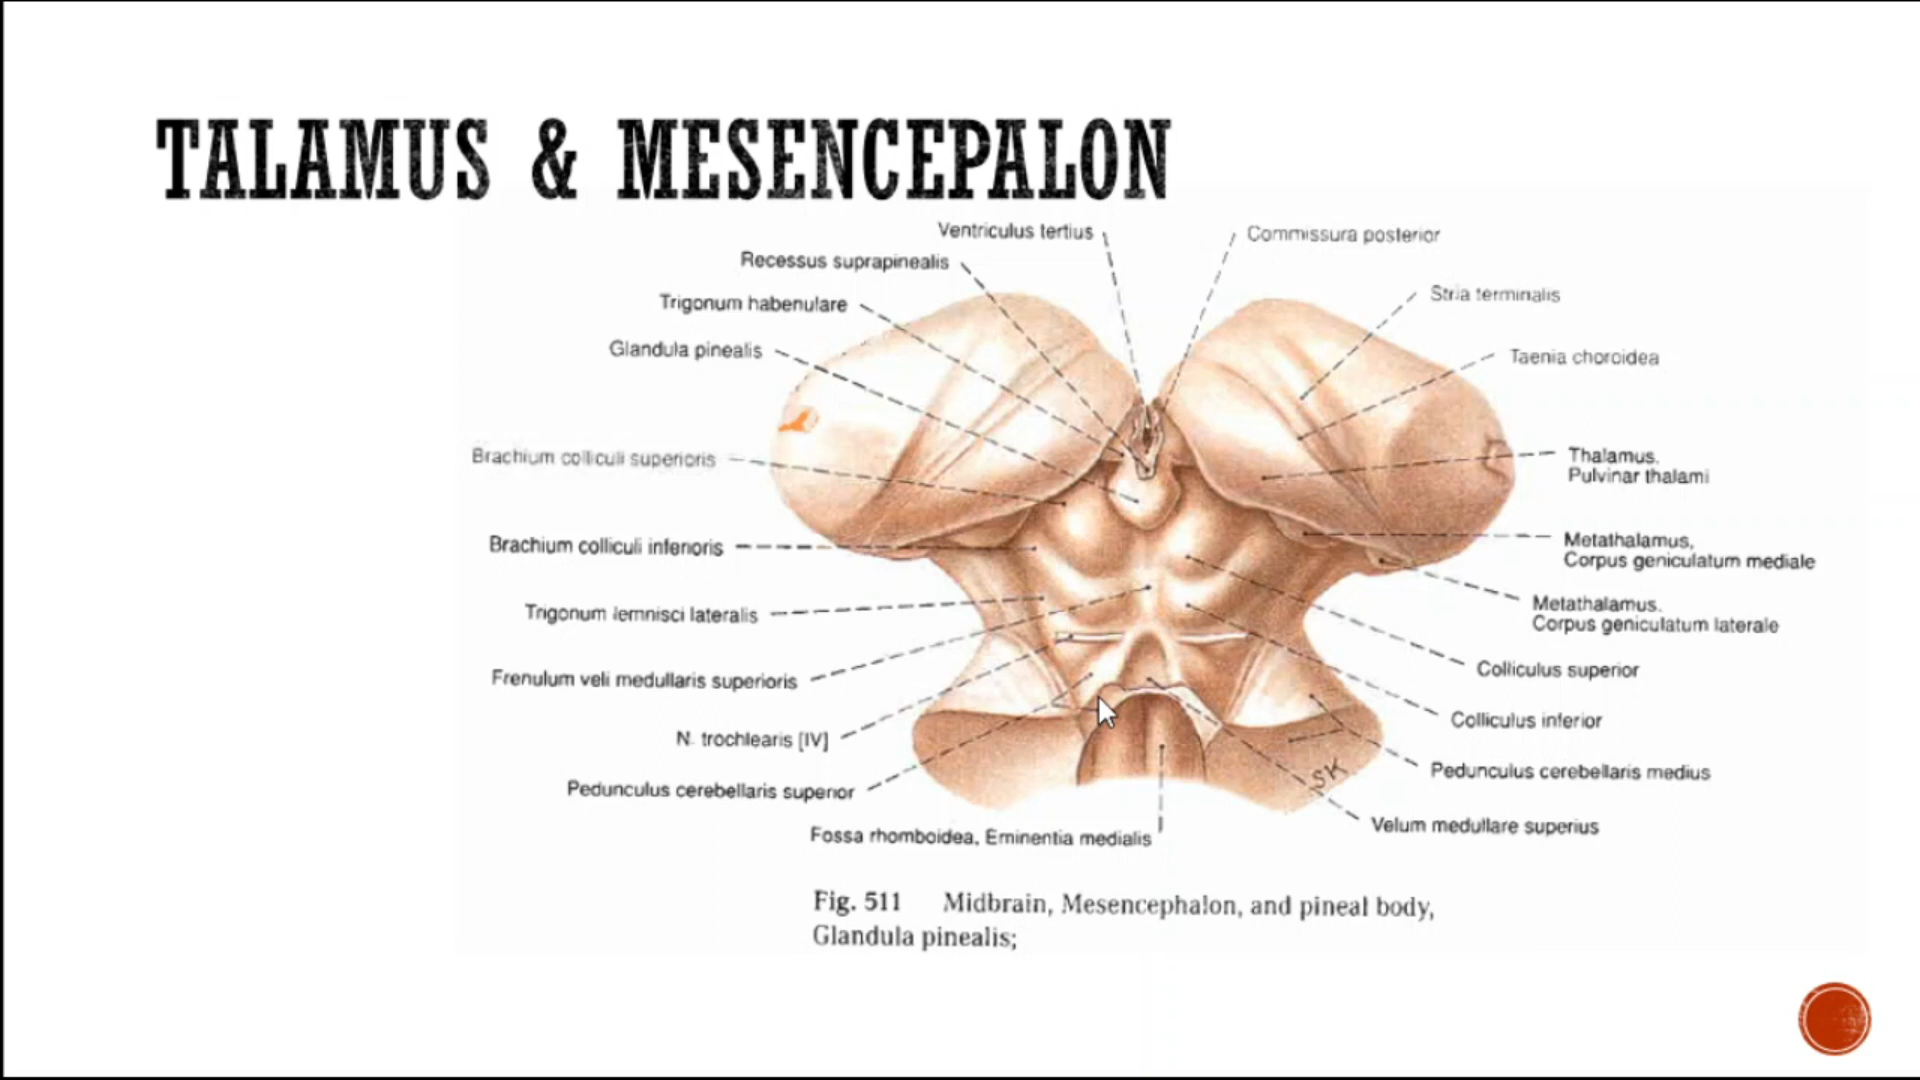 TALAMUS & MESENCEPALON
Ventriculus tertius
Recessus suprapinealis
Trigonum habenulare
Glandula pinealis
Brachium colliculi superioris
Brachium colliculi inferioris
Trigonum lemnisci lateralis
Frenulum veli medullaris superioris
N. trochlearis [IV]
Pedunculus cerebellaris superior
Fossa rhomboidea, Eminentia medialis
Commissura posterior
Stria terminalis
Taenia choroidea
Thalamus,
Pulvinar thalami
Metathalamus,
Corpus geniculatum mediale
Metathalamus.
Corpus geniculatum laterale
Colliculus superior
Colliculus inferior
Pedunculus cerebellaris medius
Velum medullare superius
SK
Fig. 511 Midbrain, Mesencephalon, and pineal body,
Glandula pinealis;